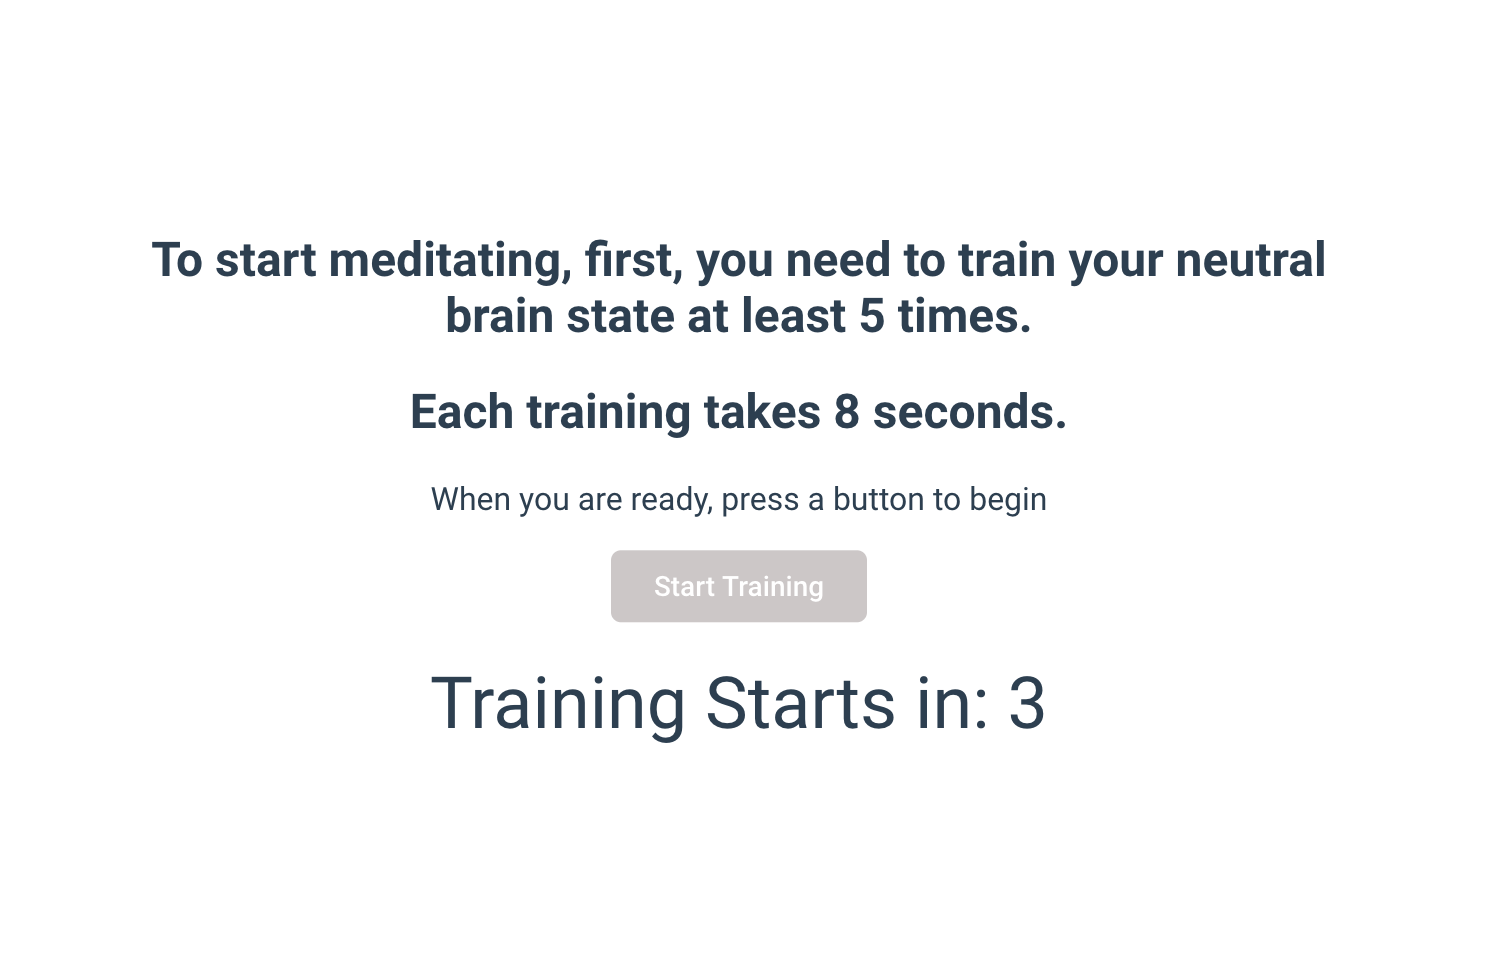 To start meditating, first, you need to train your neutral
brain state at least 5 times.
Each training takes 8 seconds.
When you are ready, press a button to begin
Start Training
Training Starts in: 3